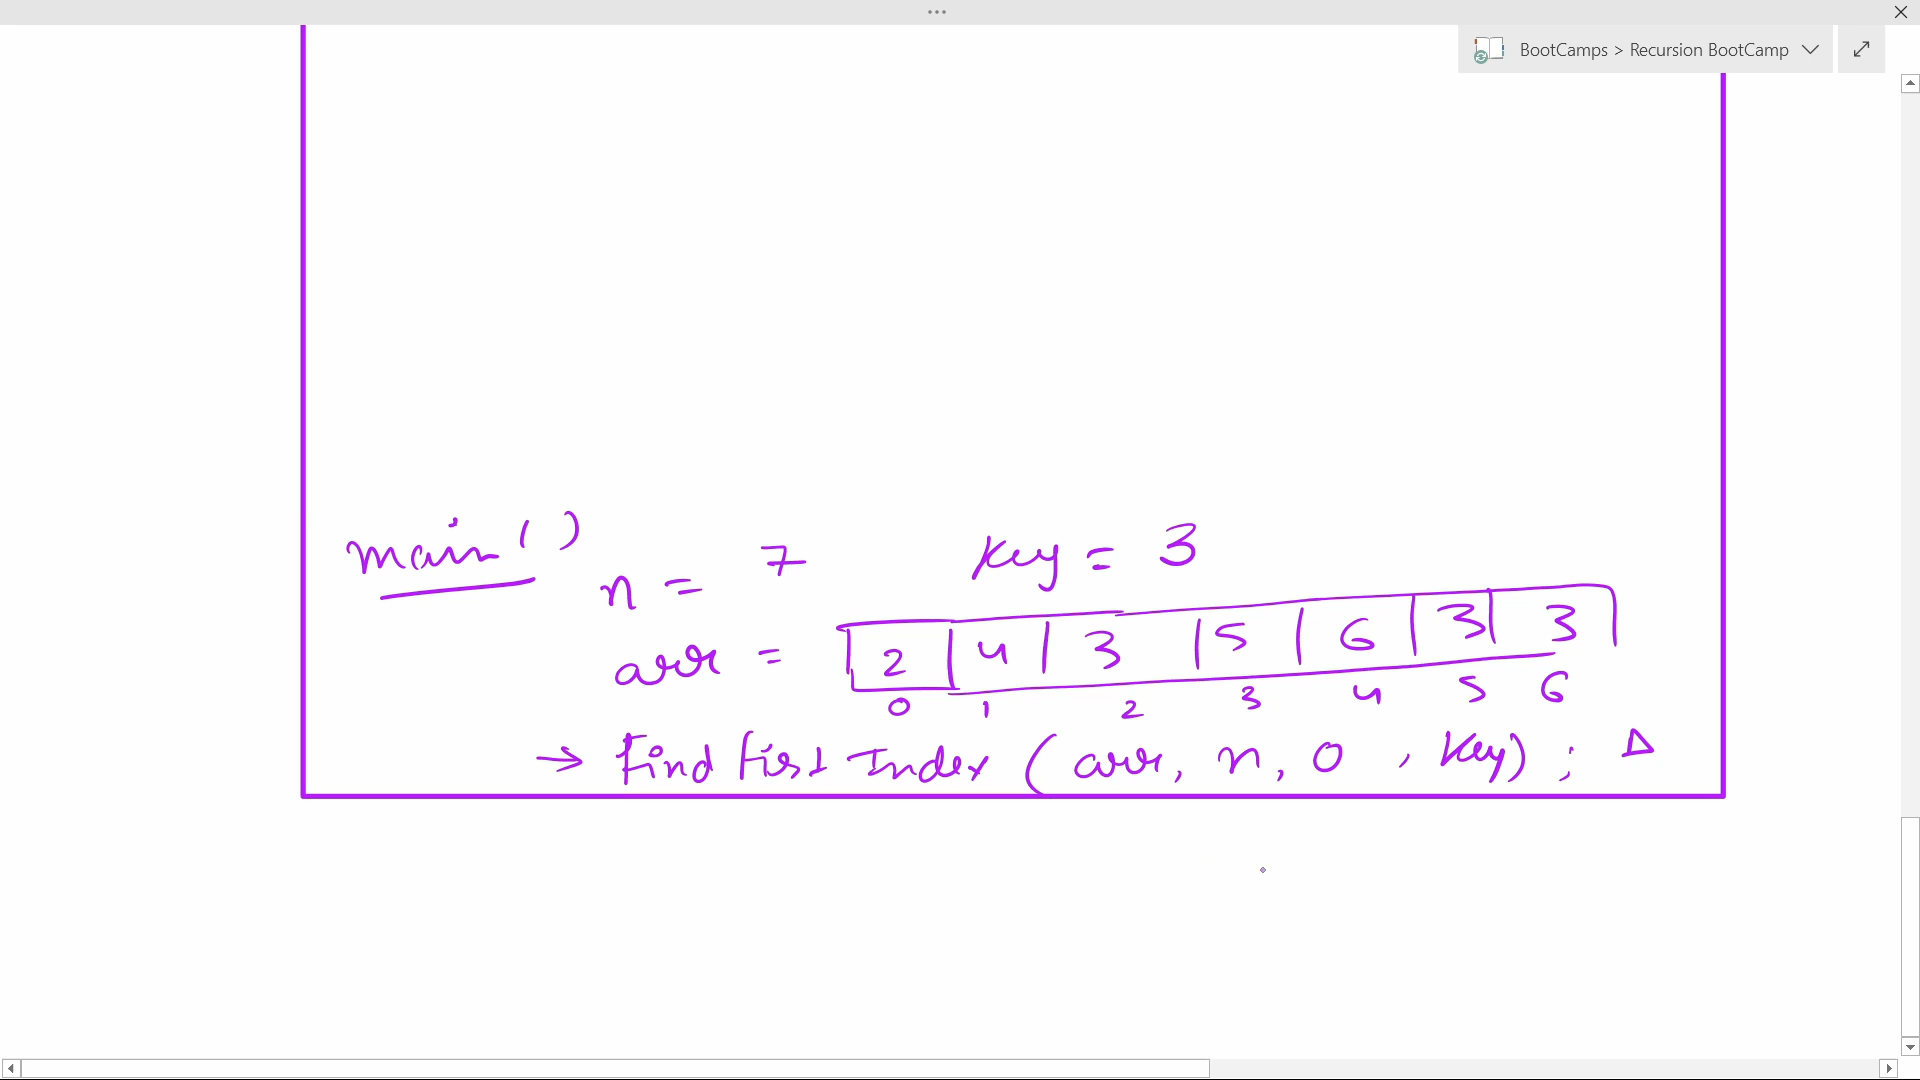 BootCamps > Recursion BootCamp
main()
n = 7 key = 3
arr = 2 4 3 5 6 3 3
0 1 2 3 4 5 6
→ find first Index (arr, n, 0, key); Δ